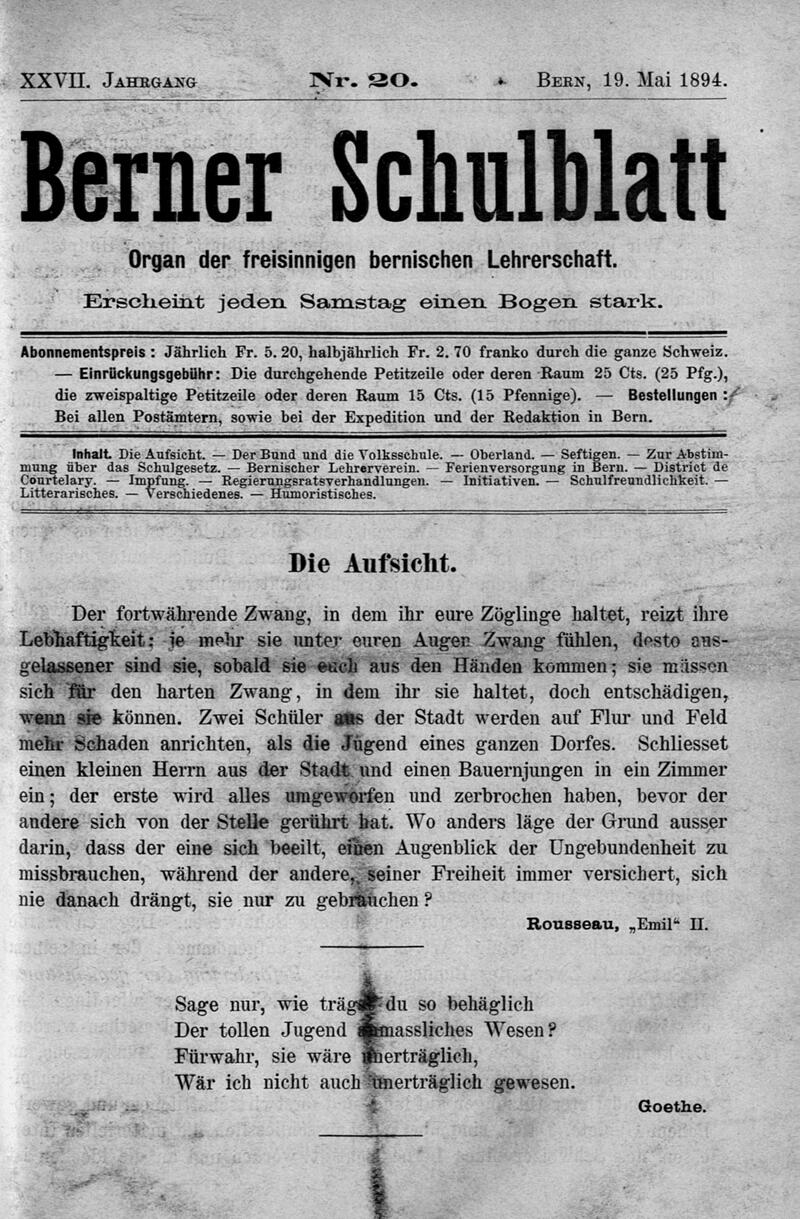 XXVII. Jahrgang Nr. 20. Bern, 19. Mai 1894.
Berner Schulblatt
Organ der freisinnigen bernischen Lehrerschaft.
Erscheint jeden Samstag einen Bogen stark.
Abonnementspreis: Jährlich Fr. 5.20, halbjährlich Fr. 2.70 franko durch die ganze Schweiz.
— Einrückungsgebühr: Die durchgehende Petitzeile oder deren Raum 25 Cts. (25 Pfg.),
die zweispaltige Petitzeile oder deren Raum 15 Cts. (15 Pfennige). — Bestellungen:
Bei allen Postämtern, sowie bei der Expedition und der Redaktion in Bern.
Inhalt. Die Aufsicht. — Der Bund und die Volksschule. — Oberland. — Seftigen. — Zur Abstim-
mung über das Schulgesetz. — Bernischer Lehrerverein. — Ferienversorgung in Bern. — District de
Courtelary. — Impfung. — Regierungsratsverhandlungen. — Initiativen. — Schulfreundlichkeit. —
Litterarisches. — Verschiedenes. — Humoristisches.
Die Aufsicht.
Der fortwährende Zwang, in dem ihr eure Zöglinge haltet, reizt ihre
Lebhaftigkeit; je mehr sie unter euren Augen Zwang fühlen, desto aus-
gelassener sind sie, sobald sie euch aus den Händen kommen; sie müssen
sich für den harten Zwang, in dem ihr sie haltet, doch entschädigen,
wenn sie können. Zwei Schüler aus der Stadt werden auf Flur und Feld
mehr Schaden anrichten, als die Jugend eines ganzen Dorfes. Schliesset
einen kleinen Herrn aus der Stadt und einen Bauernjungen in ein Zimmer
ein; der erste wird alles umgeworfen und zerbrochen haben, bevor der
andere sich von der Stelle gerührt hat. Wo anders läge der Grund ausser
darin, dass der eine sich beeilt, einen Augenblick der Ungebundenheit zu
missbrauchen, während der andere, seiner Freiheit immer versichert, sich
nie danach drängt, sie nur zu gebrauchen?
Rousseau, „Emil“ II.
Sage nur, wie trägst du so behäglich
Der tollen Jugend anmassliches Wesen?
Fürwahr, sie wäre unerträglich,
Wär ich nicht auch unerträglich gewesen.
Goethe.